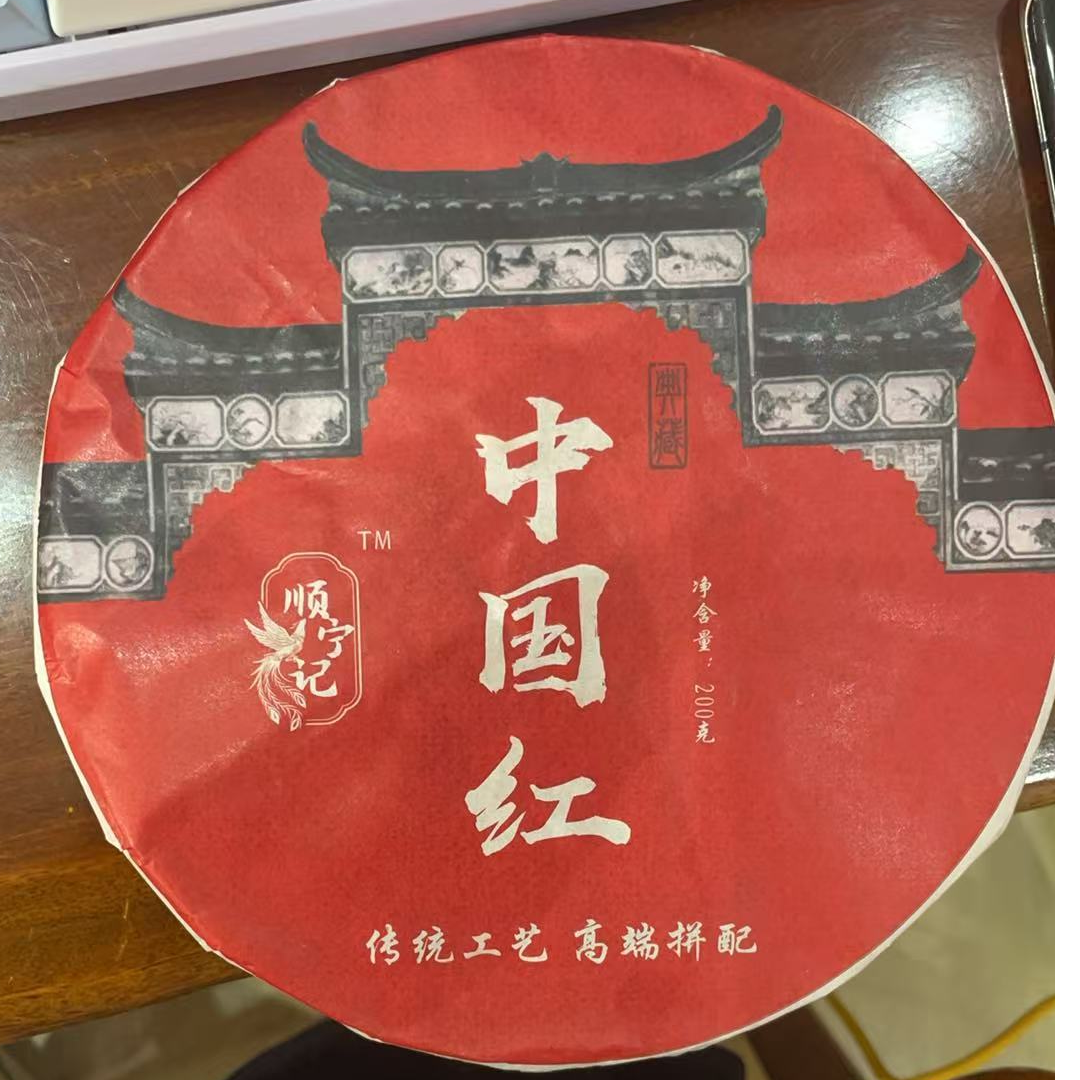 中国红
典藏
TM
顺宁记
净含量：200克
传统工艺 高端拼配